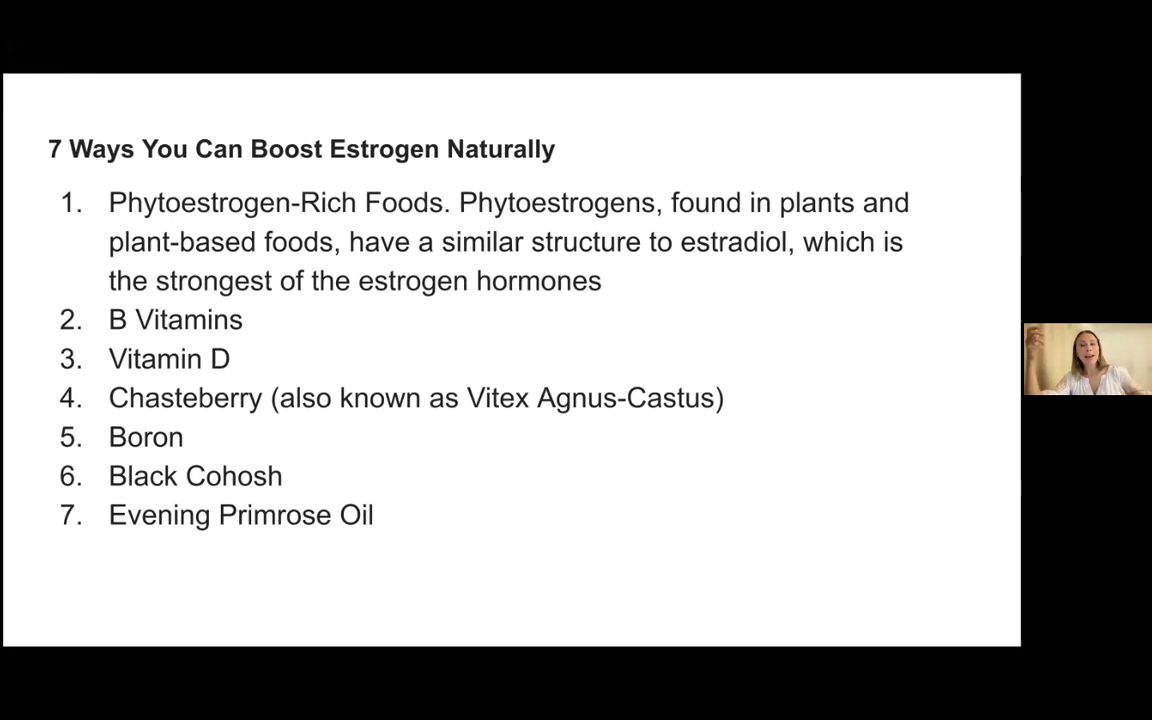 7 Ways You Can Boost Estrogen Naturally
1. Phytoestrogen-Rich Foods. Phytoestrogens, found in plants and
plant-based foods, have a similar structure to estradiol, which is
the strongest of the estrogen hormones
2. B Vitamins
3. Vitamin D
4. Chasteberry (also known as Vitex Agnus-Castus)
5. Boron
6. Black Cohosh
7. Evening Primrose Oil